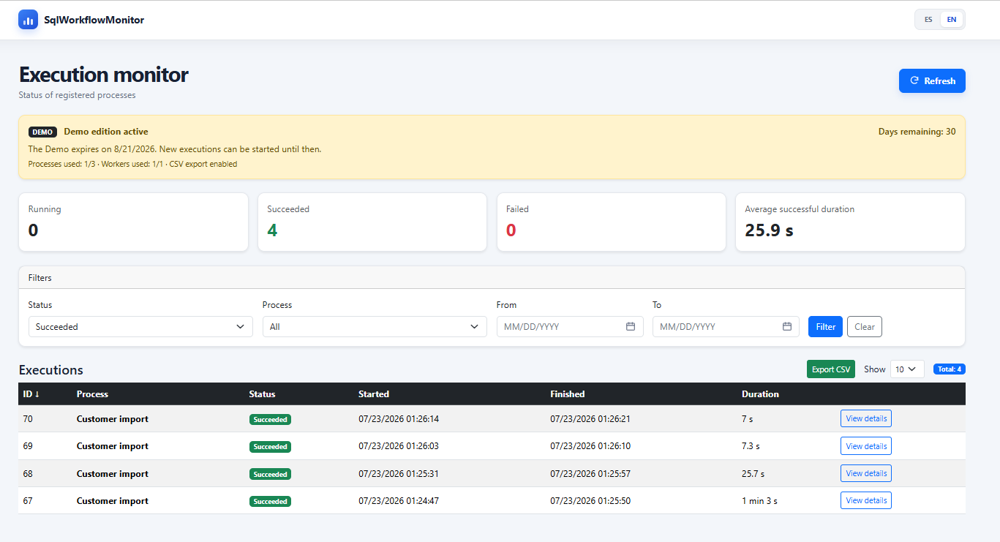 SqlWorkflowMonitor
ES EN
Execution monitor
Status of registered processes
Refresh
DEMO Demo edition active Days remaining: 30
The Demo expires on 8/21/2026. New executions can be started until then.
Processes used: 1/3 · Workers used: 1/1 · CSV export enabled
Running Succeeded Failed Average successful duration
0 4 0 25.9 s
Filters
Status Process From To
Succeeded All MM/DD/YYYY MM/DD/YYYY Filter Clear
Executions Export CSV Show 10 Total: 4
ID ↓ Process Status Started Finished Duration
70 Customer import Succeeded 07/23/2026 01:26:14 07/23/2026 01:26:21 7 s View details
69 Customer import Succeeded 07/23/2026 01:26:03 07/23/2026 01:26:10 7.3 s View details
68 Customer import Succeeded 07/23/2026 01:25:31 07/23/2026 01:25:57 25.7 s View details
67 Customer import Succeeded 07/23/2026 01:24:47 07/23/2026 01:25:50 1 min 3 s View details